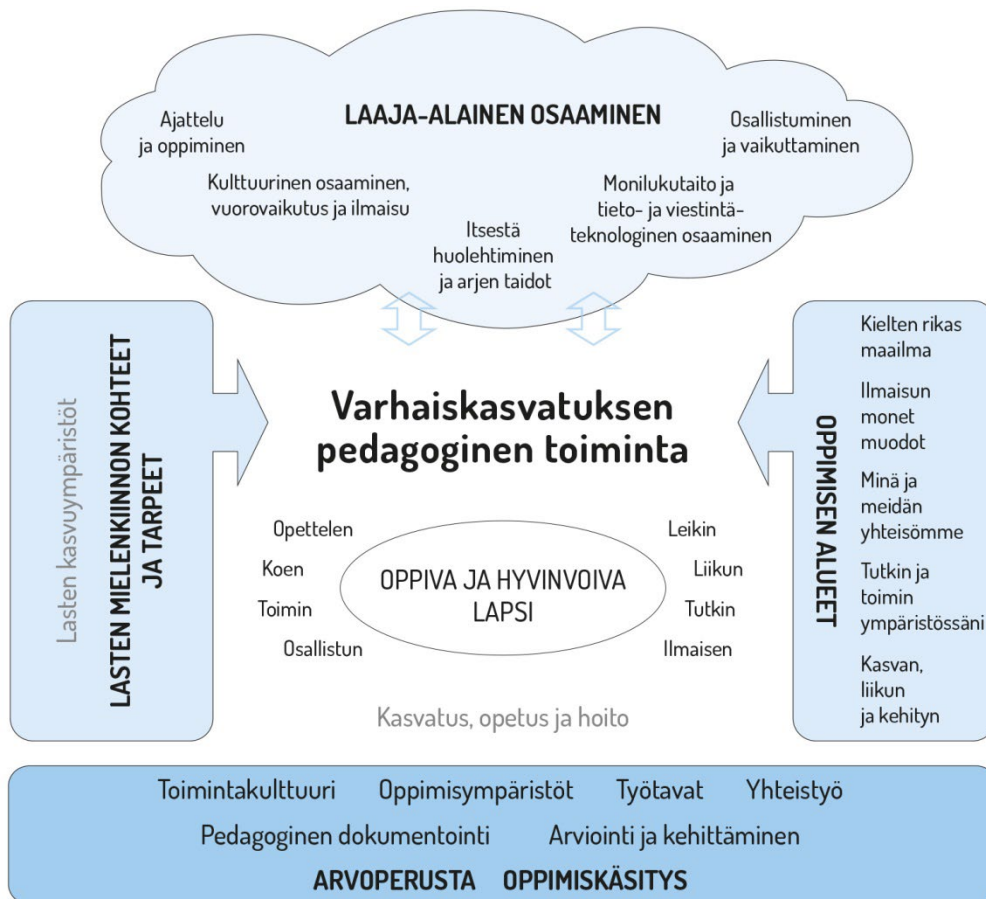 LAAJA-ALAINEN OSAAMINEN
Ajattelu
ja oppiminen
Osallistuminen
ja vaikuttaminen
Kulttuurinen osaaminen,
vuorovaikutus ja ilmaisu
Monilukutaito ja
tieto- ja viestintä-
teknologinen osaaminen
Itsestä
huolehtiminen
ja arjen taidot
Lasten kasvuympäristöt
LASTEN MIELENKIINNON KOHTEET
JA TARPEET
Varhaiskasvatuksen
pedagoginen toiminta
Opettelen
Koen
Toimin
Osallistun
OPPIVA JA HYVINVOIVA
LAPSI
Leikin
Liikun
Tutkin
Ilmaisen
Kasvatus, opetus ja hoito
OPPIMISEN ALUEET
Kielten rikas
maailma
Ilmaisun
monet
muodot
Minä ja
meidän
yhteisömme
Tutkin ja
toimin
ympäristössäni
Kasvan,
liikun
ja kehityn
Toimintakulttuuri Oppimisympäristöt Työtavat Yhteistyö
Pedagoginen dokumentointi Arviointi ja kehittäminen
ARVOPERUSTA OPPIMISKÄSITYS